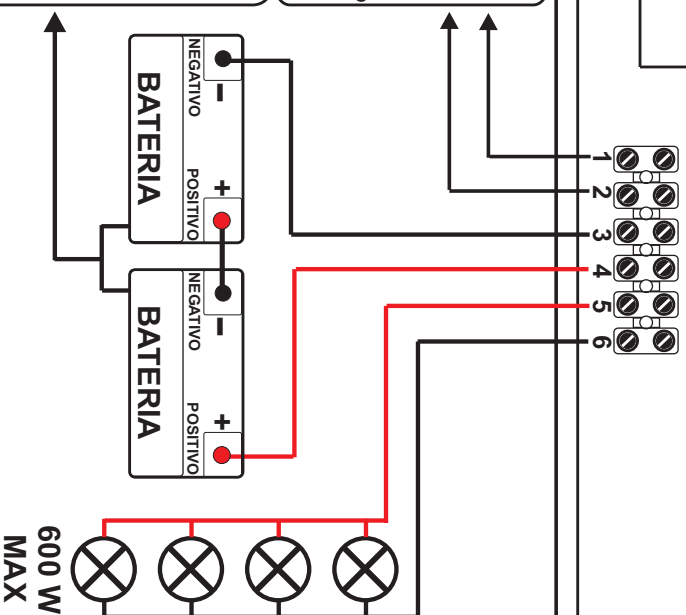 NEGATIVO
−
BATERIA
POSITIVO
+
NEGATIVO
−
BATERIA
POSITIVO
+
1
2
3
4
5
6
600 W
MAX